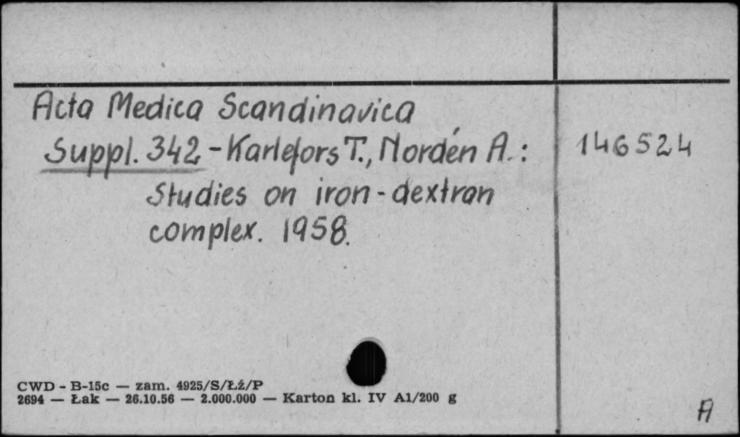 Acta Medica Scandinavica
Suppl. 342 - Karlefors T., Nordén A. : 146524
Studies on iron-dextran
complex. 1958.
CWD - B-15c — zam. 4925/S/Łź/P
2694 — Łak — 26.10.56 — 2.000.000 — Karton kl. IV A1/200 g
A